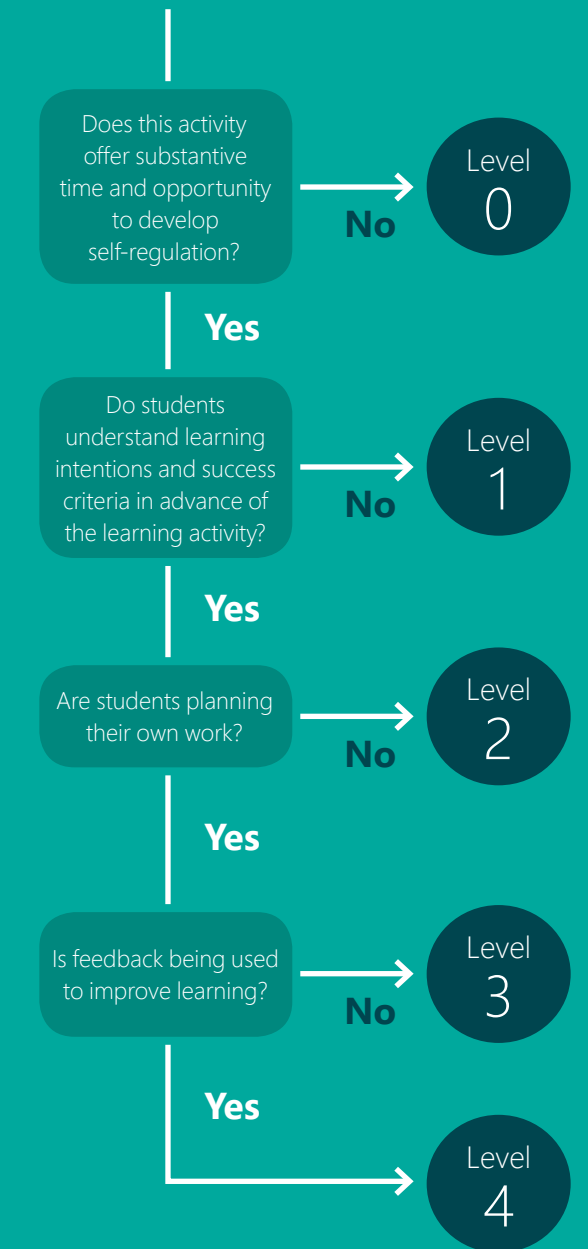 Does this activity
offer substantive
time and opportunity
to develop
self-regulation?
No
Level
0
Yes
Do students
understand learning
intentions and success
criteria in advance of
the learning activity?
No
Level
1
Yes
Are students planning
their own work?
No
Level
2
Yes
Is feedback being used
to improve learning?
No
Level
3
Yes
Level
4